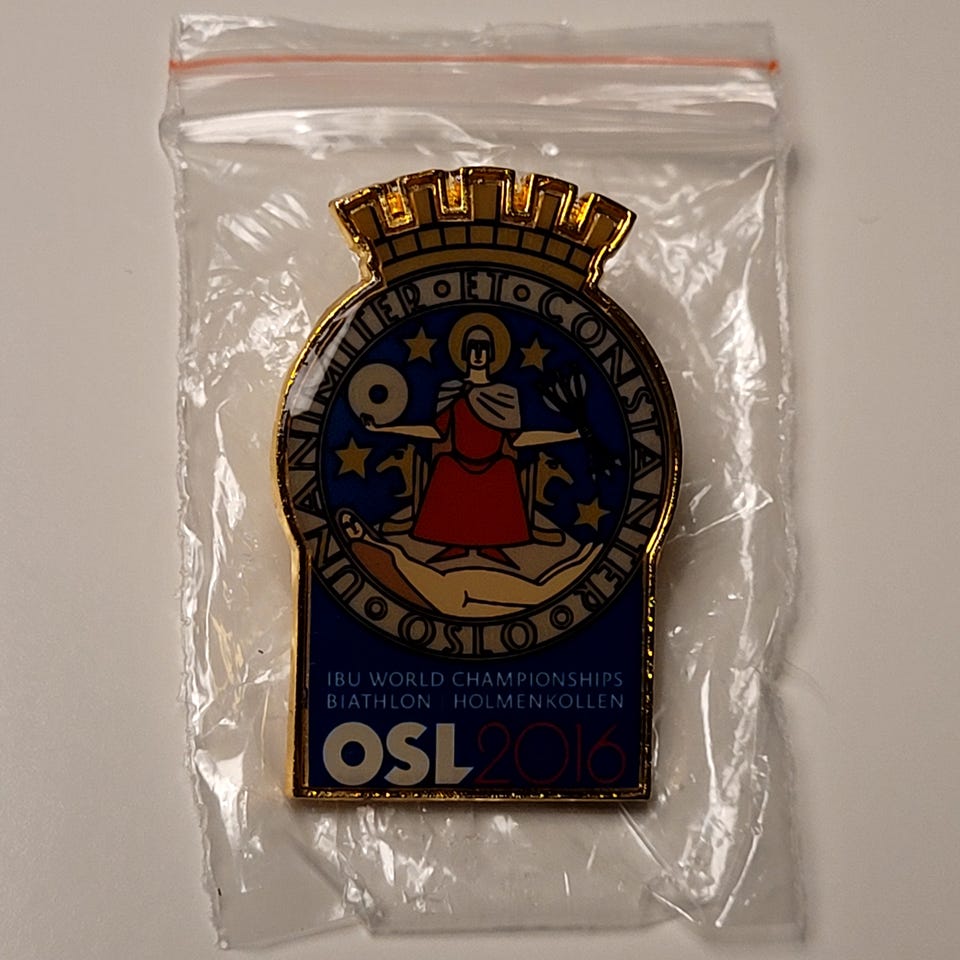 UNANIMITER · ET · CONSTANTER · OSLO ·
IBU WORLD CHAMPIONSHIPS
BIATHLON HOLMENKOLLEN
OSL2016